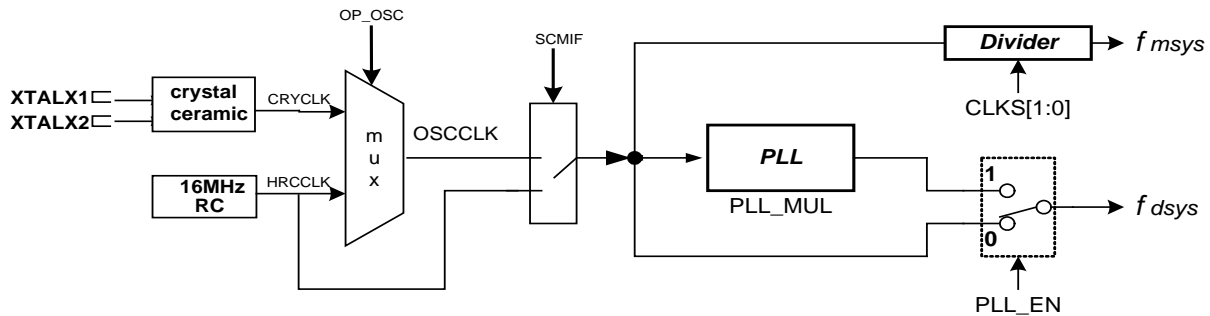 OP_OSC
SCMIF
Divider
f msys
XTALX1
XTALX2
crystal
ceramic
CRYCLK
CLKS[1:0]
mux
OSCCLK
PLL
PLL_MUL
16MHz
RC
HRCCLK
1
0
f dsys
PLL_EN